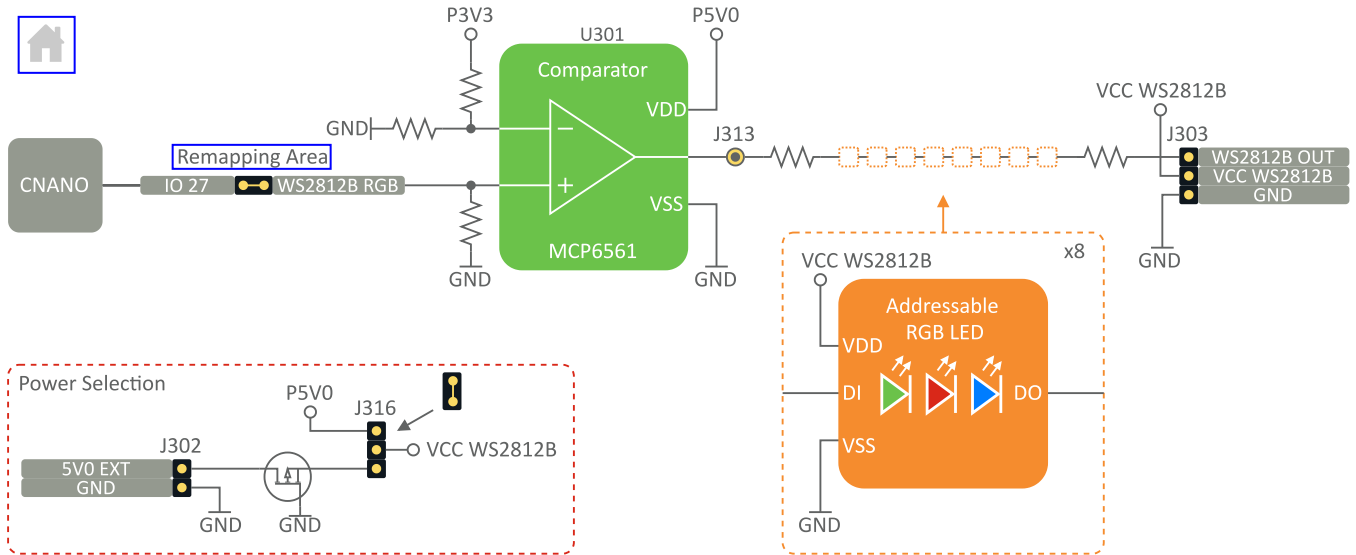 P3V3
U301
P5V0
Comparator
VDD
VCC WS2812B
J303
GND
−
J313
WS2812B OUT
VCC WS2812B
GND
Remapping Area
CNANO
IO 27
WS2812B RGB
+
VSS
MCP6561
GND
GND
GND
x8
VCC WS2812B
Addressable
RGB LED
VDD
DI
DO
VSS
GND
Power Selection
P5V0
J316
VCC WS2812B
J302
5V0 EXT
GND
GND
GND